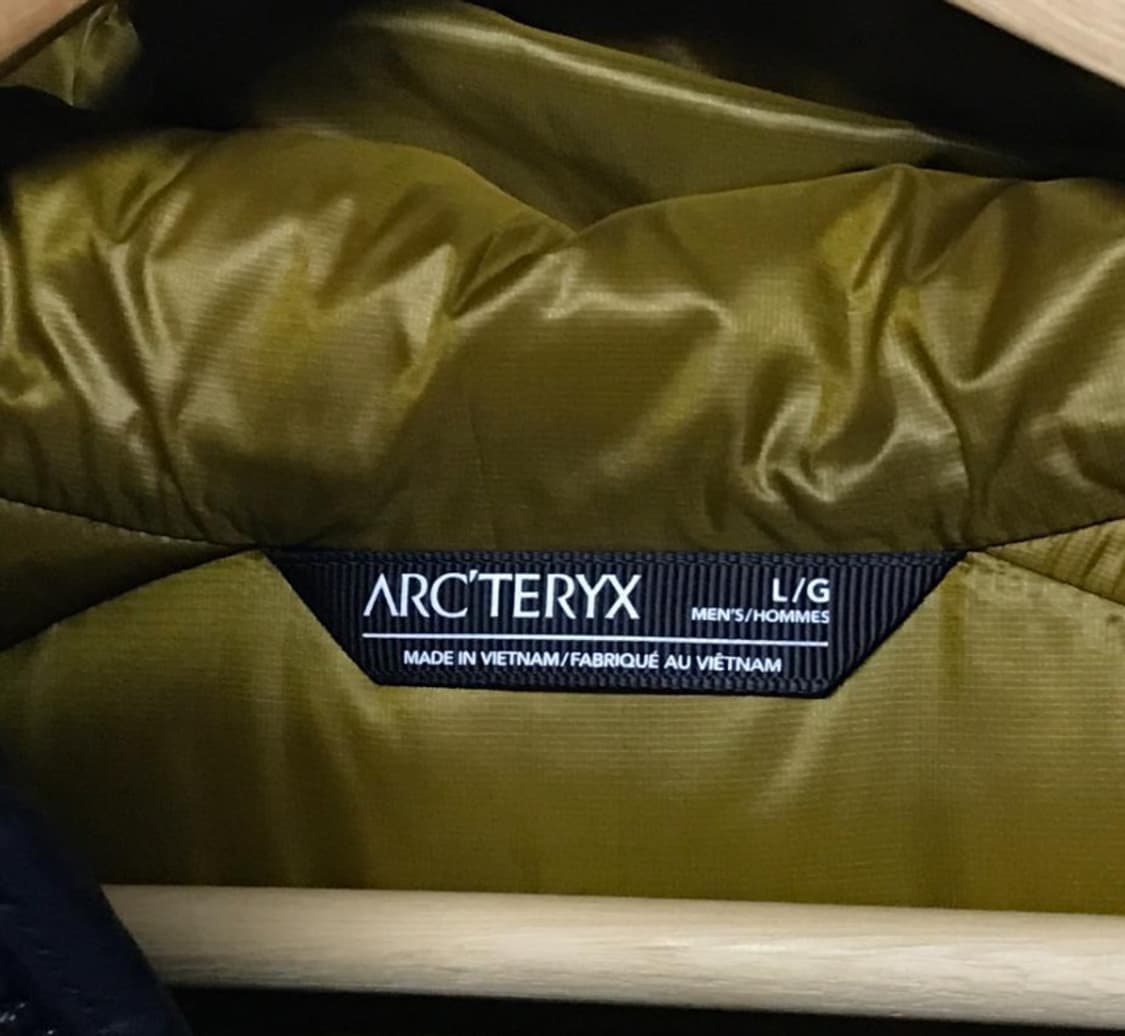 ARC'TERYX
L/G
MEN'S/HOMMES
MADE IN VIETNAM/FABRIQUÉ AU VIÊTNAM